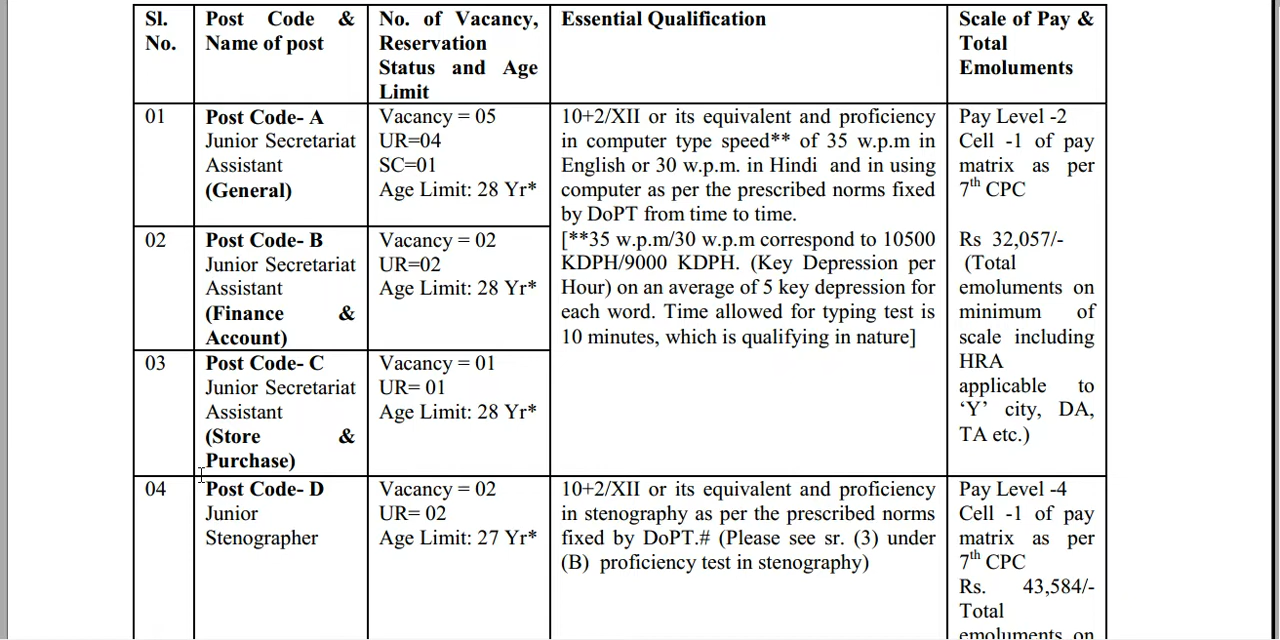 Sl. No.
Post Code & Name of post
No. of Vacancy, Reservation Status and Age Limit
Essential Qualification
Scale of Pay & Total Emoluments
01
Post Code- A
Junior Secretariat
Assistant
(General)
Vacancy = 05
UR=04
SC=01
Age Limit: 28 Yr*
10+2/XII or its equivalent and proficiency
in computer type speed** of 35 w.p.m in
English or 30 w.p.m. in Hindi and in using
computer as per the prescribed norms fixed
by DoPT from time to time.
[**35 w.p.m/30 w.p.m correspond to 10500
KDPH/9000 KDPH. (Key Depression per
Hour) on an average of 5 key depression for
each word. Time allowed for typing test is
10 minutes, which is qualifying in nature]
Pay Level -2
Cell -1 of pay
matrix as per
7th CPC
Rs 32,057/-
(Total
emoluments on
minimum of
scale including
HRA
applicable to
‘Y’ city, DA,
TA etc.)
02
Post Code- B
Junior Secretariat
Assistant
(Finance &
Account)
Vacancy = 02
UR=02
Age Limit: 28 Yr*
03
Post Code- C
Junior Secretariat
Assistant
(Store &
Purchase)
Vacancy = 01
UR= 01
Age Limit: 28 Yr*
04
Post Code- D
Junior
Stenographer
Vacancy = 02
UR= 02
Age Limit: 27 Yr*
10+2/XII or its equivalent and proficiency
in stenography as per the prescribed norms
fixed by DoPT.# (Please see sr. (3) under
(B) proficiency test in stenography)
Pay Level -4
Cell -1 of pay
matrix as per
7th CPC
Rs. 43,584/-
Total
emoluments on